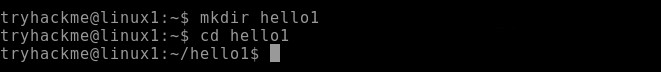 tryhackme@linux1:~$ mkdir hello1
tryhackme@linux1:~$ cd hello1
tryhackme@linux1:~/hello1$